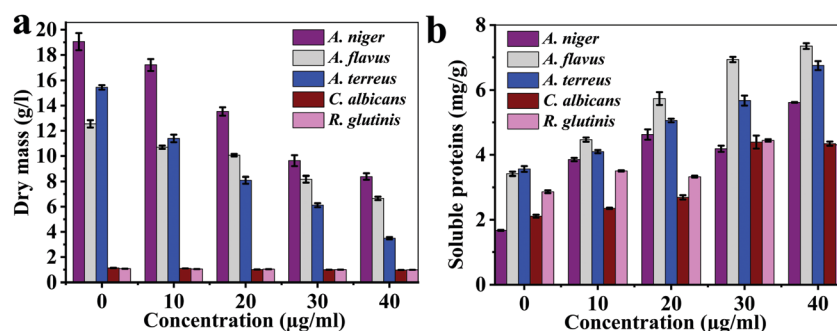 a
Dry mass (g/l)
20
18
16
14
12
10
8
6
4
2
0
A. niger
A. flavus
A. terreus
C. albicans
R. glutinis
0 10 20 30 40
Concentration (µg/ml)
b
Soluble proteins (mg/g)
8
6
4
2
0
A. niger
A. flavus
A. terreus
C. albicans
R. glutinis
0 10 20 30 40
Concentration (µg/ml)